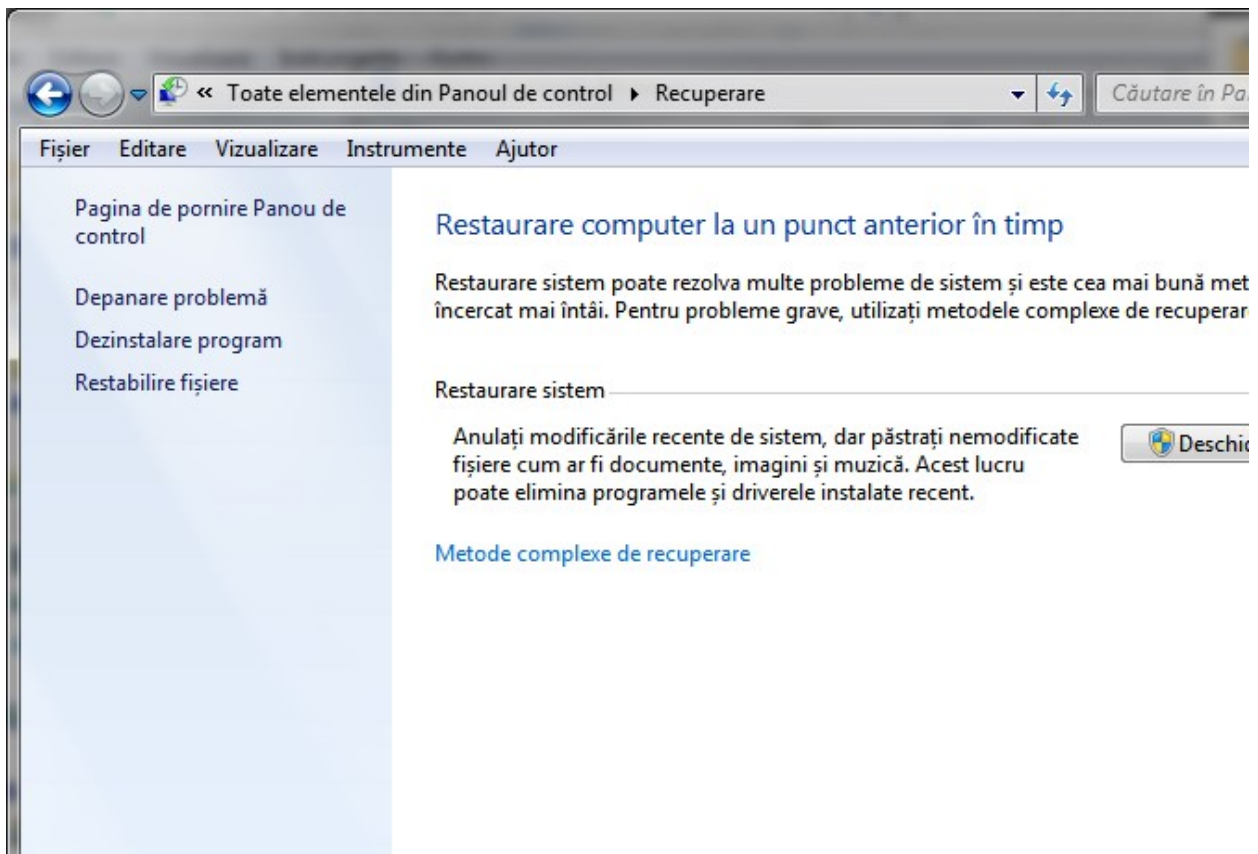 « Toate elementele din Panoul de control ▸ Recuperare
Căutare în
Fișier Editare Vizualizare Instrumente Ajutor
Pagina de pornire Panou de
control
Depanare problemă
Dezinstalare program
Restabilire fișiere
Restaurare computer la un punct anterior în timp
Restaurare sistem poate rezolva multe probleme de sistem și este cea mai bună
încercat mai întâi. Pentru probleme grave, utilizați metodele complexe de
Restaurare sistem
Anulați modificările recente de sistem, dar păstrați nemodificate
fișiere cum ar fi documente, imagini și muzică. Acest lucru
poate elimina programele și driverele instalate recent.
Metode complexe de recuperare